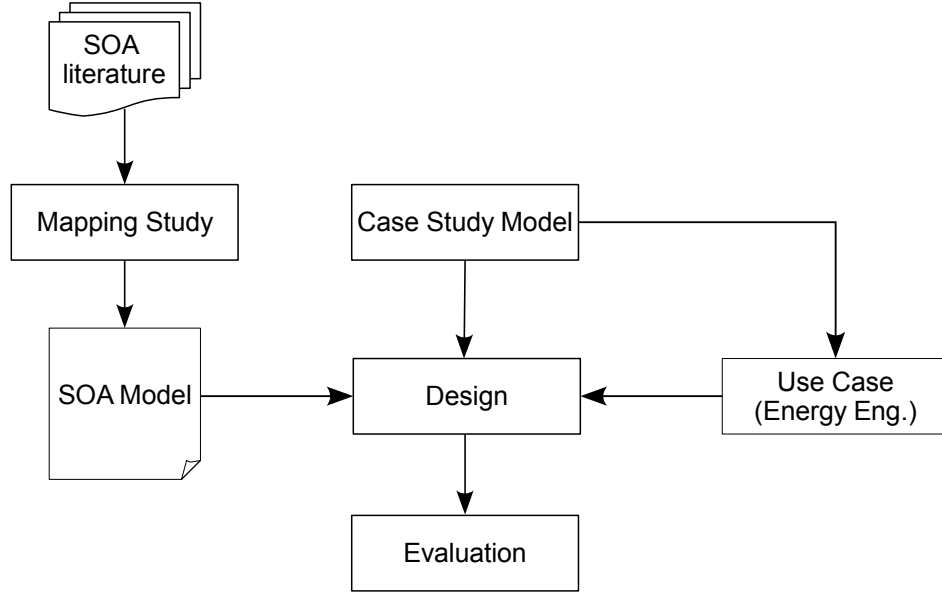 SOA
literature
Mapping Study
Case Study Model
SOA Model
Design
Use Case
(Energy Eng.)
Evaluation